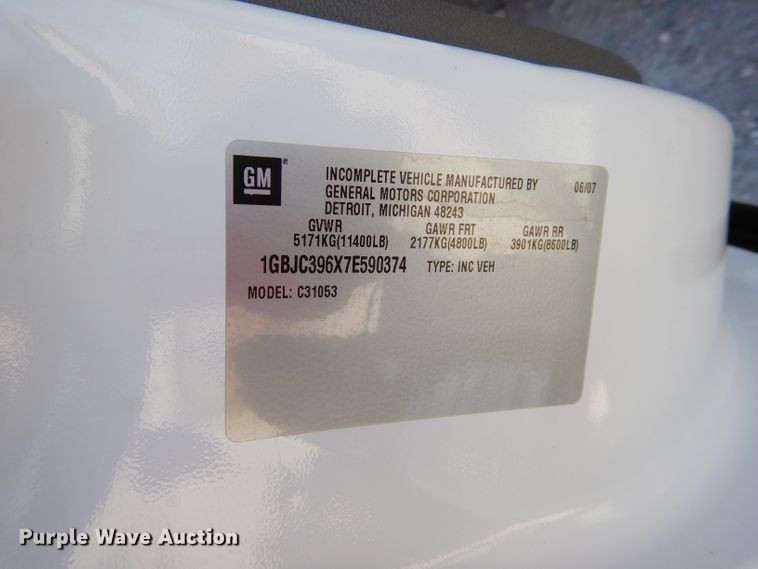 GM®
INCOMPLETE VEHICLE MANUFACTURED BY 06/07
GENERAL MOTORS CORPORATION
DETROIT, MICHIGAN 48243
GVWR GAWR FRT GAWR RR
5171KG(11400LB) 2177KG(4800LB) 3901KG(8600LB)
1GBJC396X7E590374 TYPE: INC VEH
MODEL: C31053
Purple Wave Auction